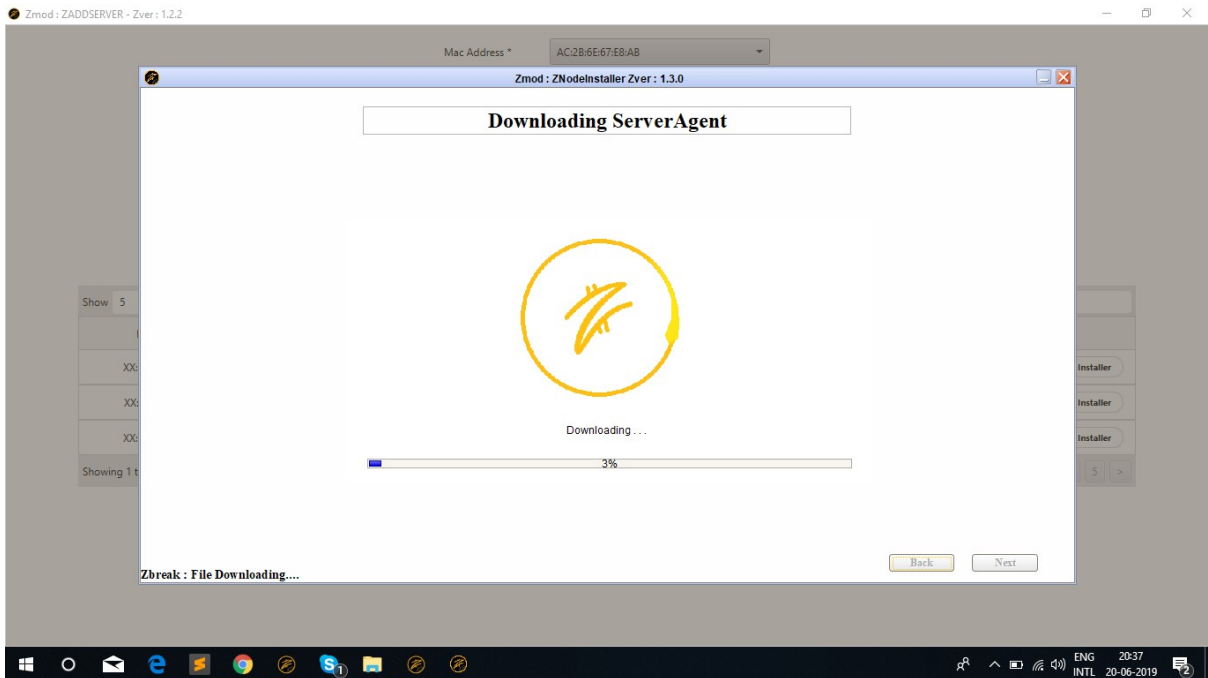 Zmod : ZADDSERVER - Zver : 1.2.2
Mac Address * AC:2B:6E:67:E8:AB
Zmod : ZNodeInstaller Zver : 1.3.0
Downloading ServerAgent
Show 5
XX: Installer
XX: Installer
XX: Installer
Showing 1 t 5 >
Downloading . . .
3%
Back Next
Zbreak : File Downloading....
ENG 20:37
INTL 20-06-2019